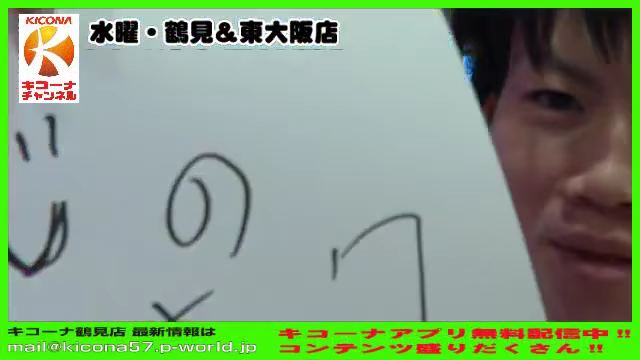 KICONA
キコーナ
チャンネル
水曜・鶴見＆東大阪店
の
キコーナ鶴見店 最新情報は
mail@kicona57.p-world.jp
キコーナアプリ無料配信中!!
コンテンツ盛りだくさん!!